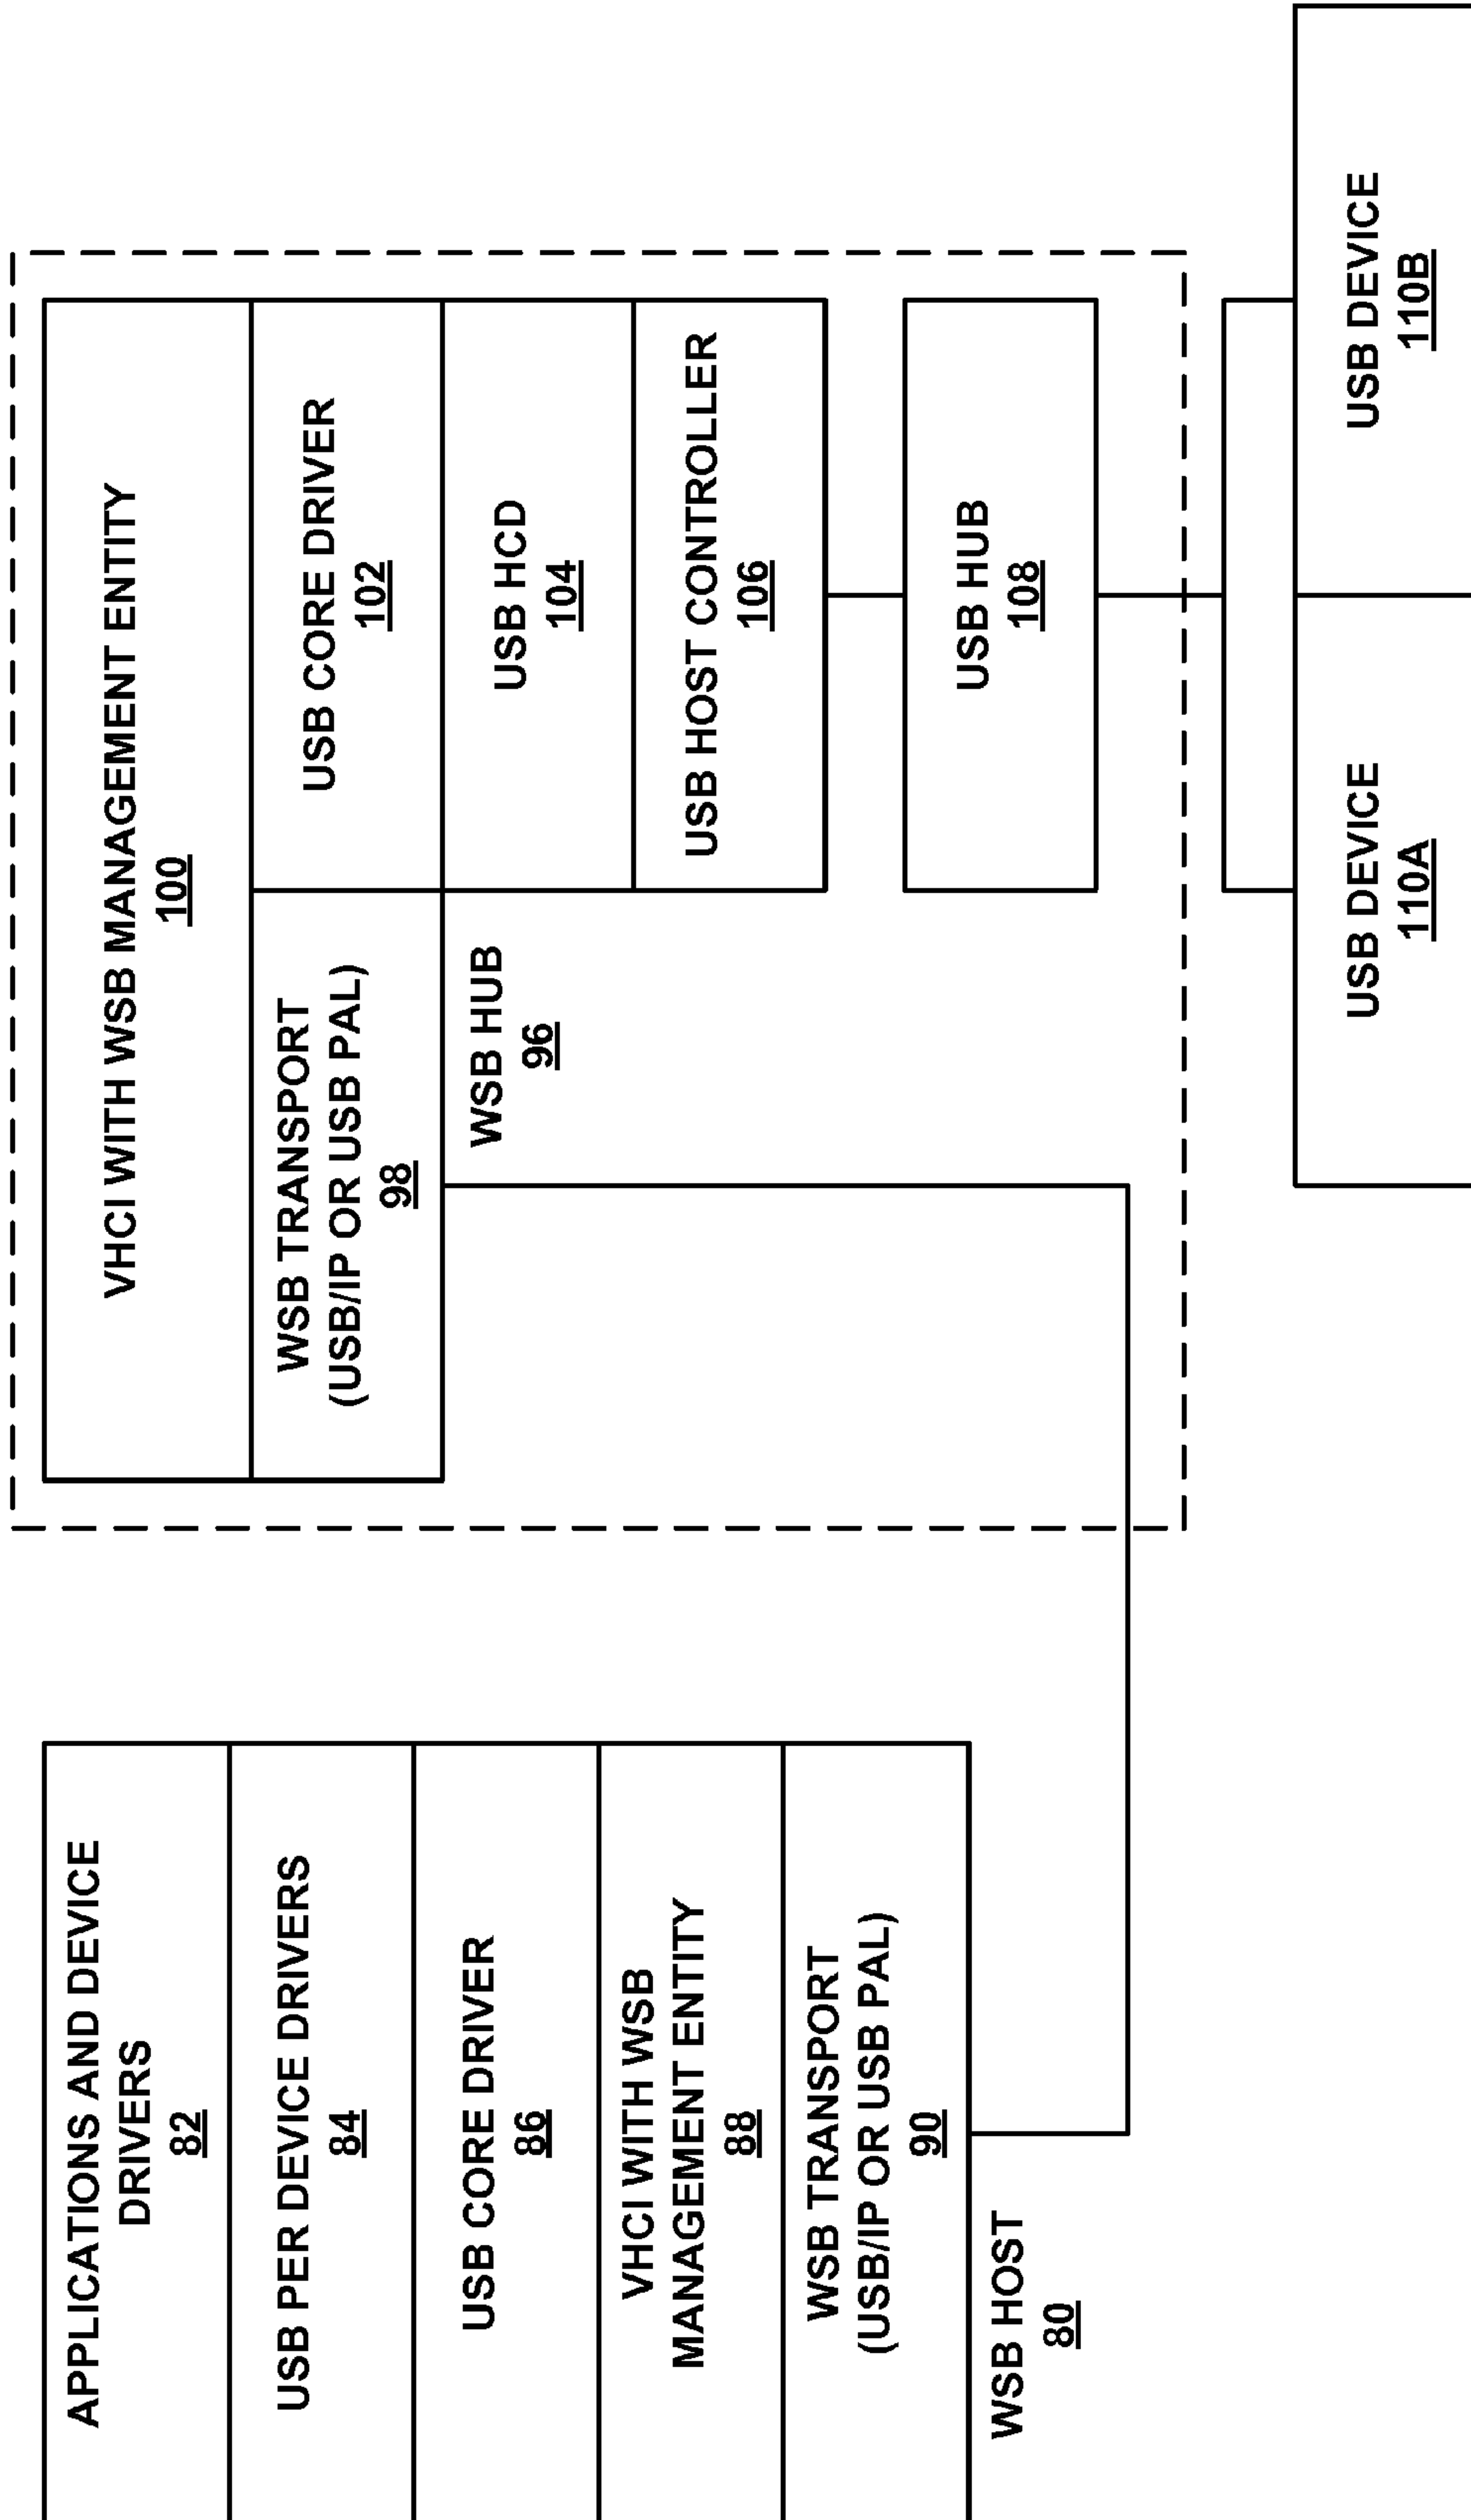 APPLICATIONS AND DEVICE
DRIVERS
82
USB PER DEVICE DRIVERS
84
USB CORE DRIVER
86
VHCI WITH WSB
MANAGEMENT ENTITY
88
WSB TRANSPORT
(USB/IP OR USB PAL)
90
WSB HOST
80
VHCI WITH WSB MANAGEMENT ENTITY
100
WSB TRANSPORT
(USB/IP OR USB PAL)
98
USB CORE DRIVER
102
WSB HUB
96
USB HCD
104
USB HOST CONTROLLER
106
USB HUB
108
USB DEVICE
110A
USB DEVICE
110B